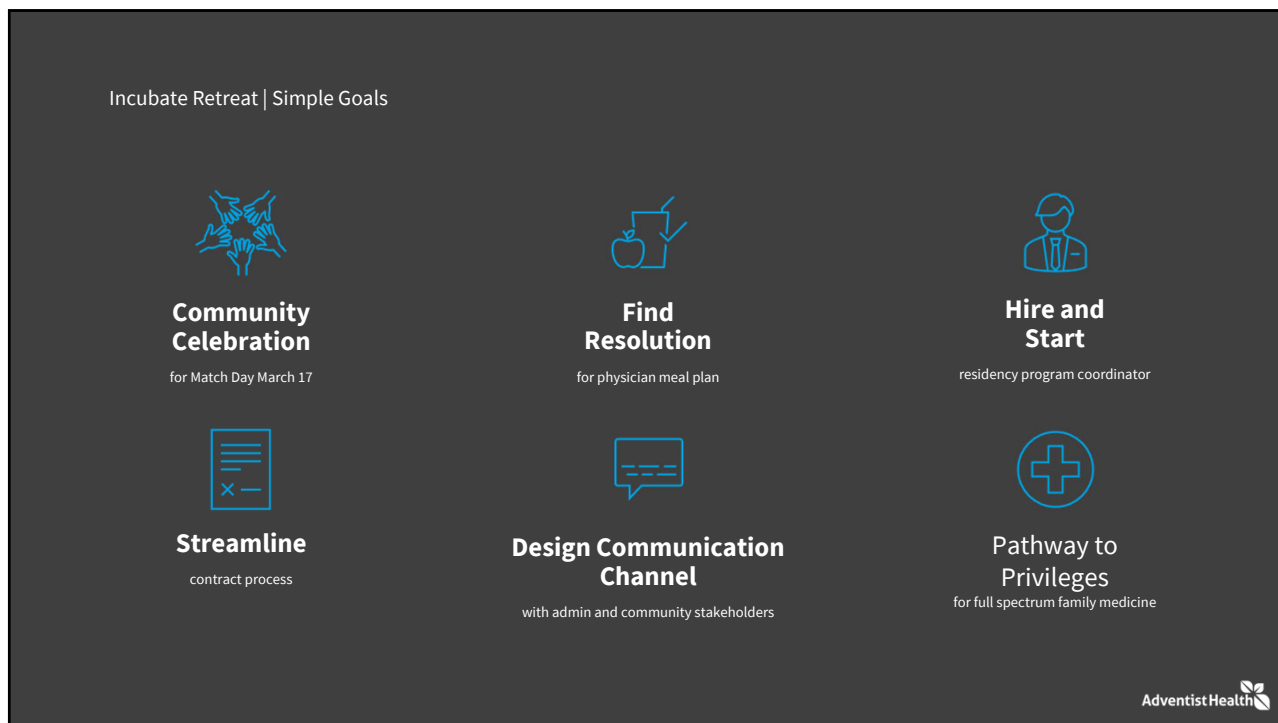 Incubate Retreat | Simple Goals
Community
Celebration
for Match Day March 17
Find
Resolution
for physician meal plan
Hire and
Start
residency program coordinator
Streamline
contract process
Design Communication
Channel
with admin and community stakeholders
Pathway to
Privileges
for full spectrum family medicine
Adventist Health